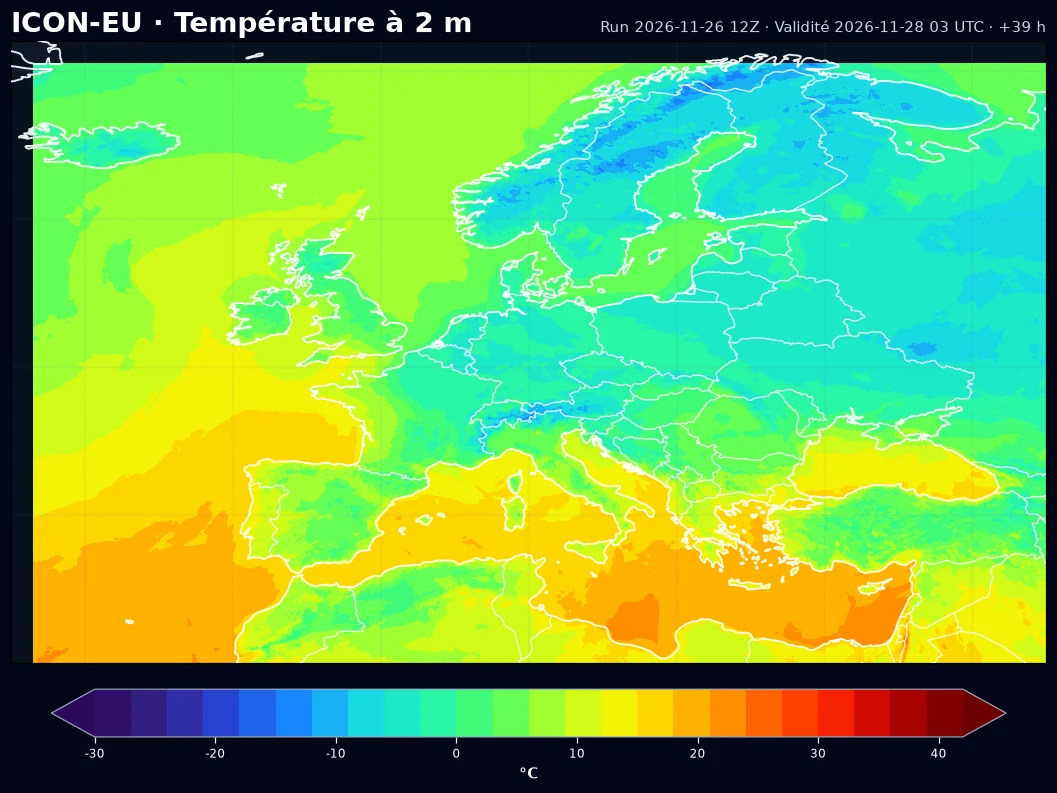 ICON-EU · Température à 2 m
Run 2026-11-26 12Z · Validité 2026-11-28 03 UTC · +39 h
-30 -20 -10 0 10 20 30 40
°C